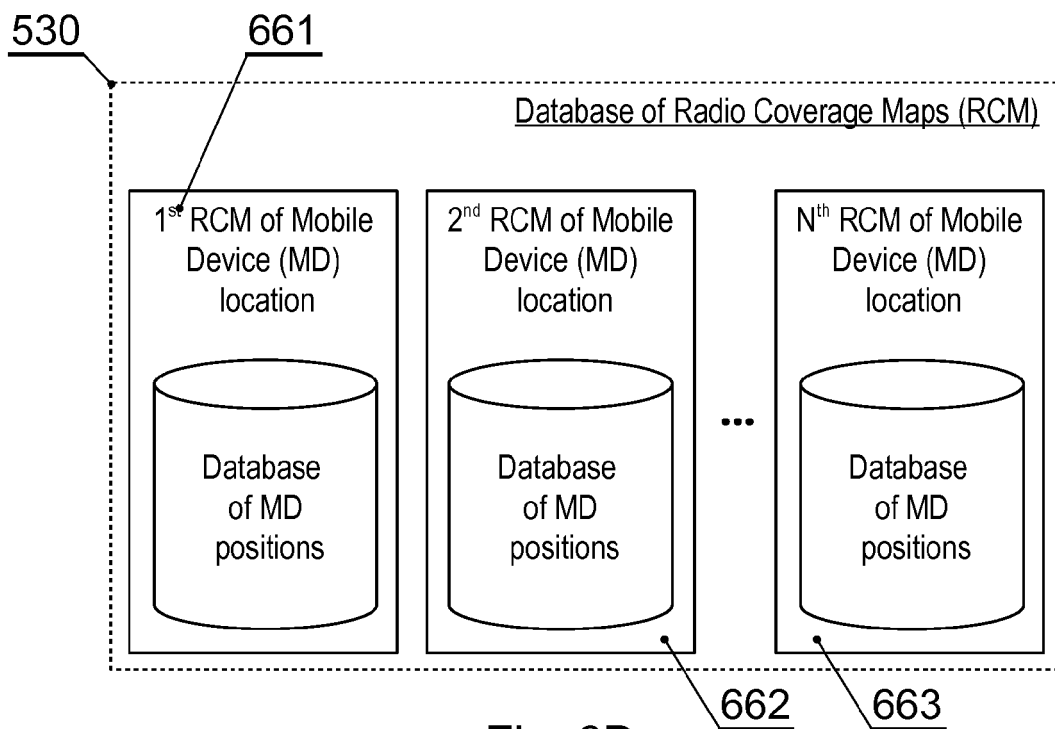 530
661
Database of Radio Coverage Maps (RCM)
1st RCM of Mobile
Device (MD)
location
Database
of MD
positions
2nd RCM of Mobile
Device (MD)
location
Database
of MD
positions
...
Nth RCM of Mobile
Device (MD)
location
Database
of MD
positions
662
663